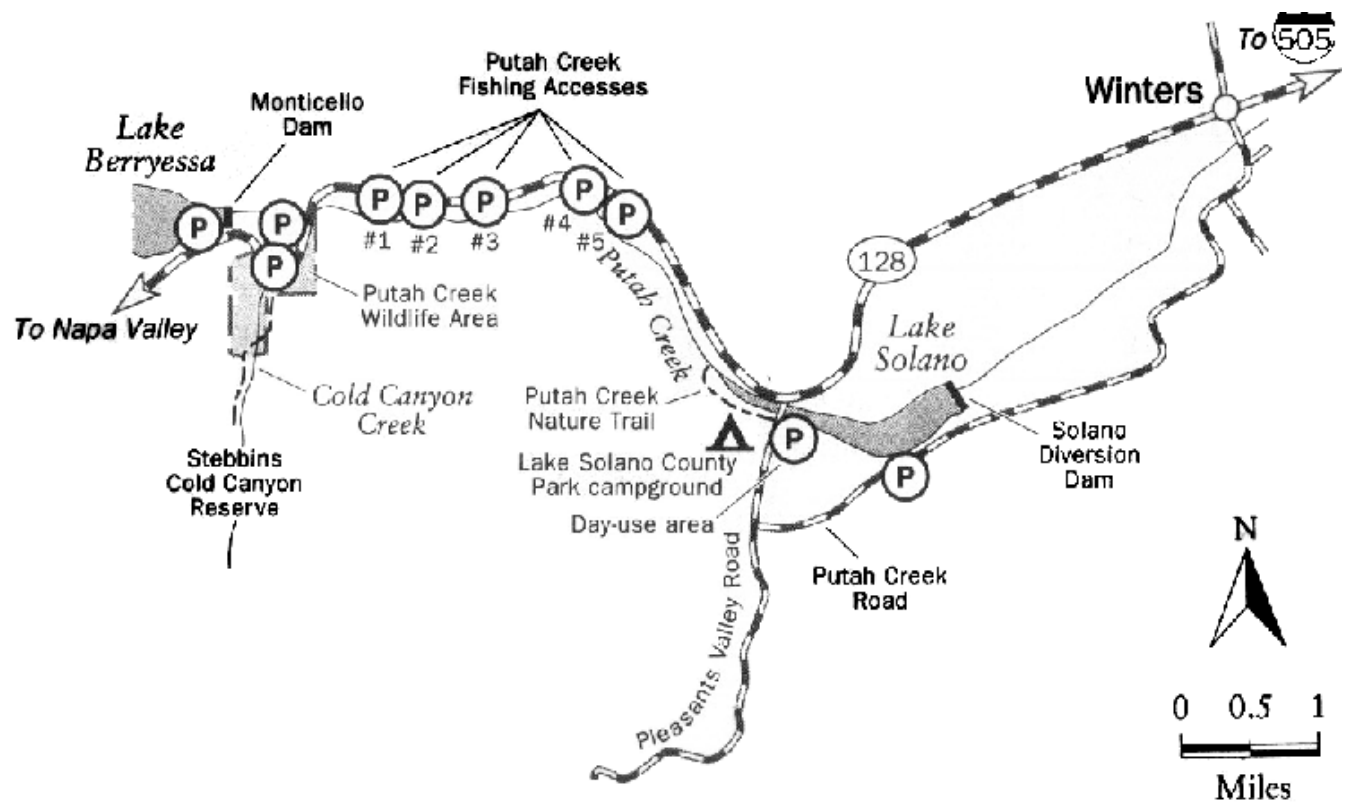 To 505
Winters
Putah Creek
Fishing Accesses
Monticello
Dam
Lake
Berryessa
P
P
P
P
P
P
P
P
#1
#2
#3
#4
#5
To Napa Valley
Putah Creek
Wildlife Area
Putah Creek
128
Lake
Solano
Cold Canyon
Creek
Putah Creek
Nature Trail
Stebbins
Cold Canyon
Reserve
Lake Solano County
Park campground
Day-use area
P
P
Solano
Diversion
Dam
Putah Creek
Road
Pleasants Valley Road
N
0 0.5 1
Miles